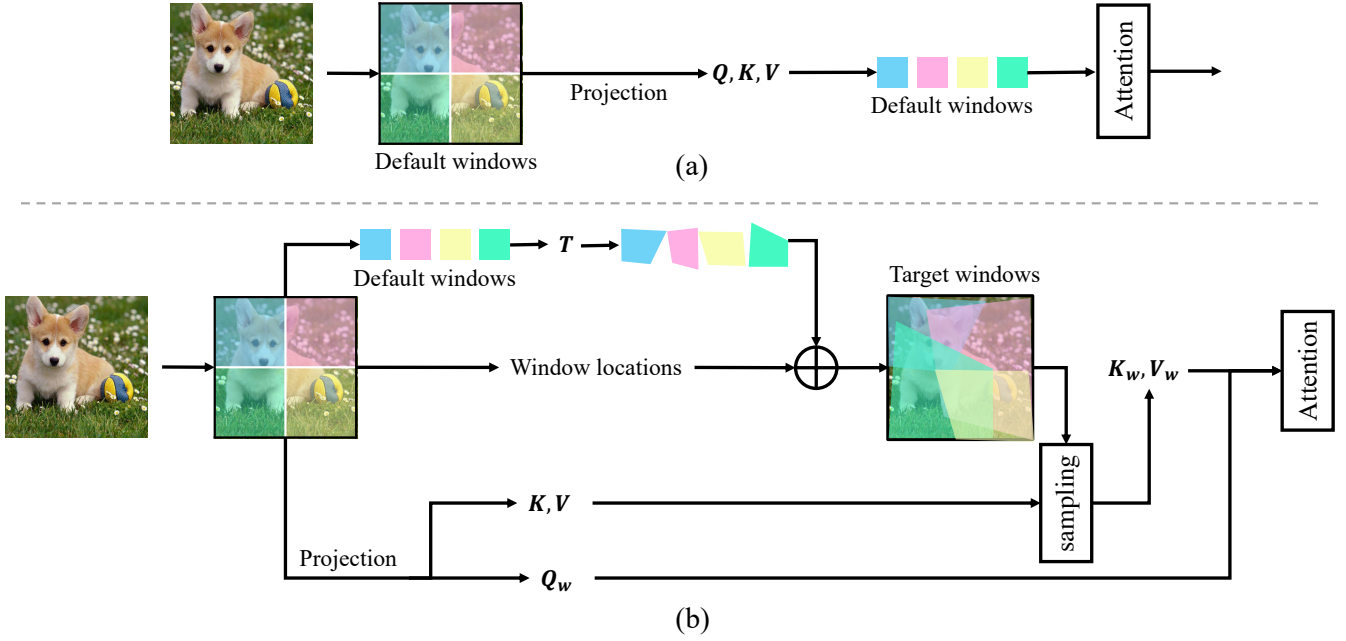 Projection
Q, K, V
Default windows
Default windows
Attention
(a)
Default windows
T
Target windows
Window locations
K_w, V_w
Attention
sampling
K, V
Projection
Q_w
(b)